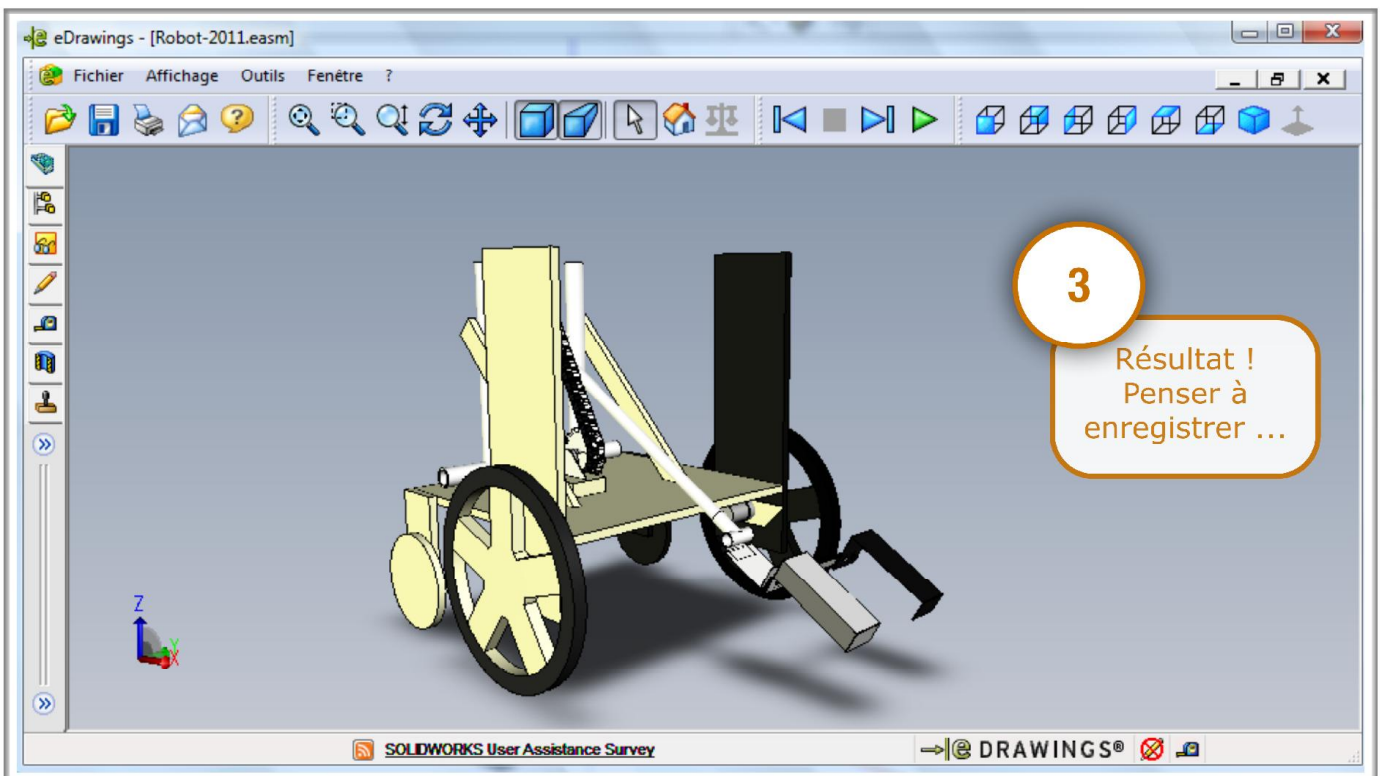 eDrawings - [Robot-2011.easm]
Fichier Affichage Outils Fenêtre ?
3
Résultat !
Penser à
enregistrer ...
Z
Y
X
SOLIDWORKS User Assistance Survey
e DRAWINGS®